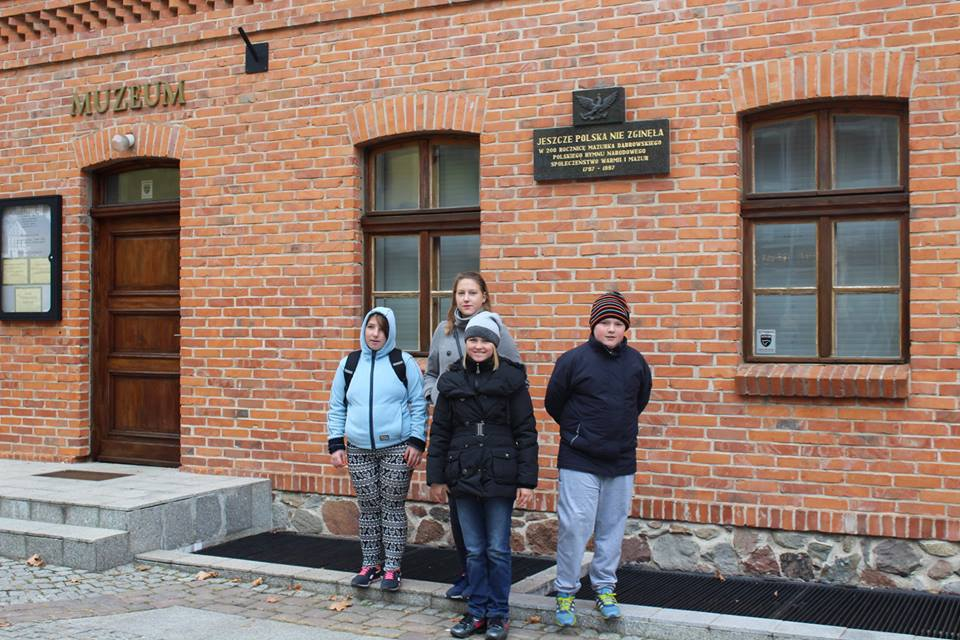 MUZEUM
JESZCZE POLSKA NIE ZGINĘŁA
W 200 ROCZNICĘ MAZURKA DĄBROWSKIEGO
POLSKIEGO HYMNU NARODOWEGO
SPOŁECZEŃSTWO WARMII I MAZUR
1797 - 1997